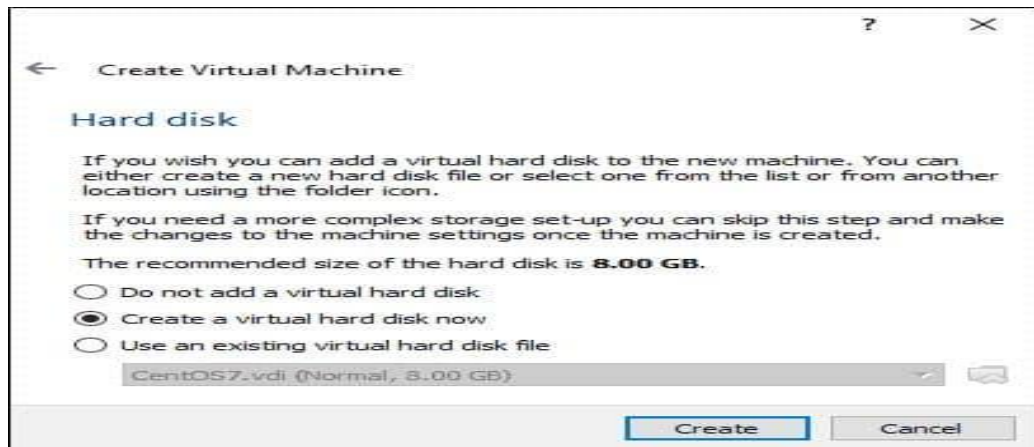 ?
Create Virtual Machine
Hard disk
If you wish you can add a virtual hard disk to the new machine. You can
either create a new hard disk file or select one from the list or from another
location using the folder icon.
If you need a more complex storage set-up you can skip this step and make
the changes to the machine settings once the machine is created.
The recommended size of the hard disk is 8.00 GB.
Do not add a virtual hard disk
Create a virtual hard disk now
Use an existing virtual hard disk file
CentOS7.vdi (Normal, 8.00 GB)
Create Cancel